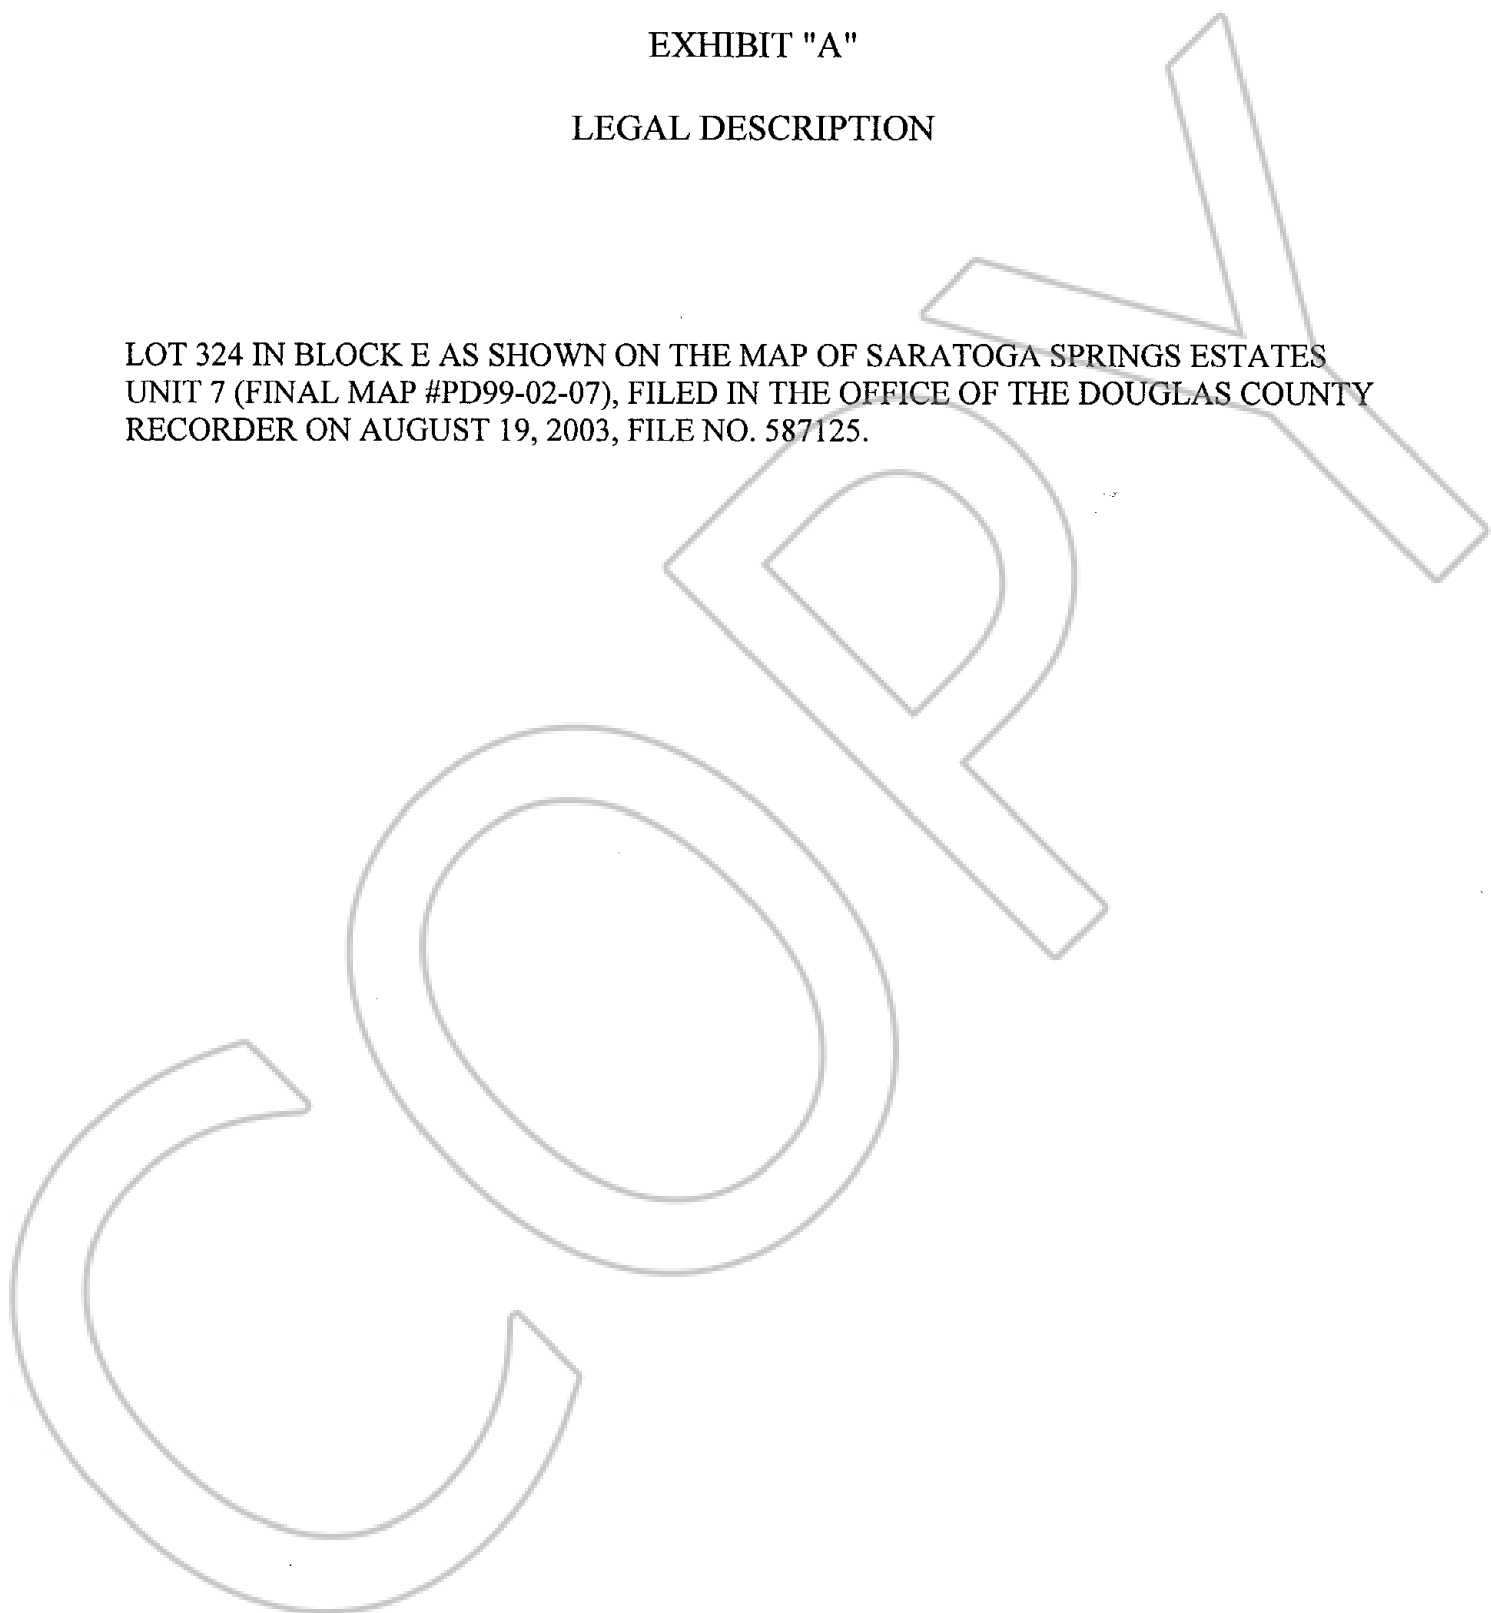 EXHIBIT "A"
LEGAL DESCRIPTION
LOT 324 IN BLOCK E AS SHOWN ON THE MAP OF SARATOGA SPRINGS ESTATES
UNIT 7 (FINAL MAP #PD99-02-07), FILED IN THE OFFICE OF THE DOUGLAS COUNTY
RECORDER ON AUGUST 19, 2003, FILE NO. 587125.
COPY